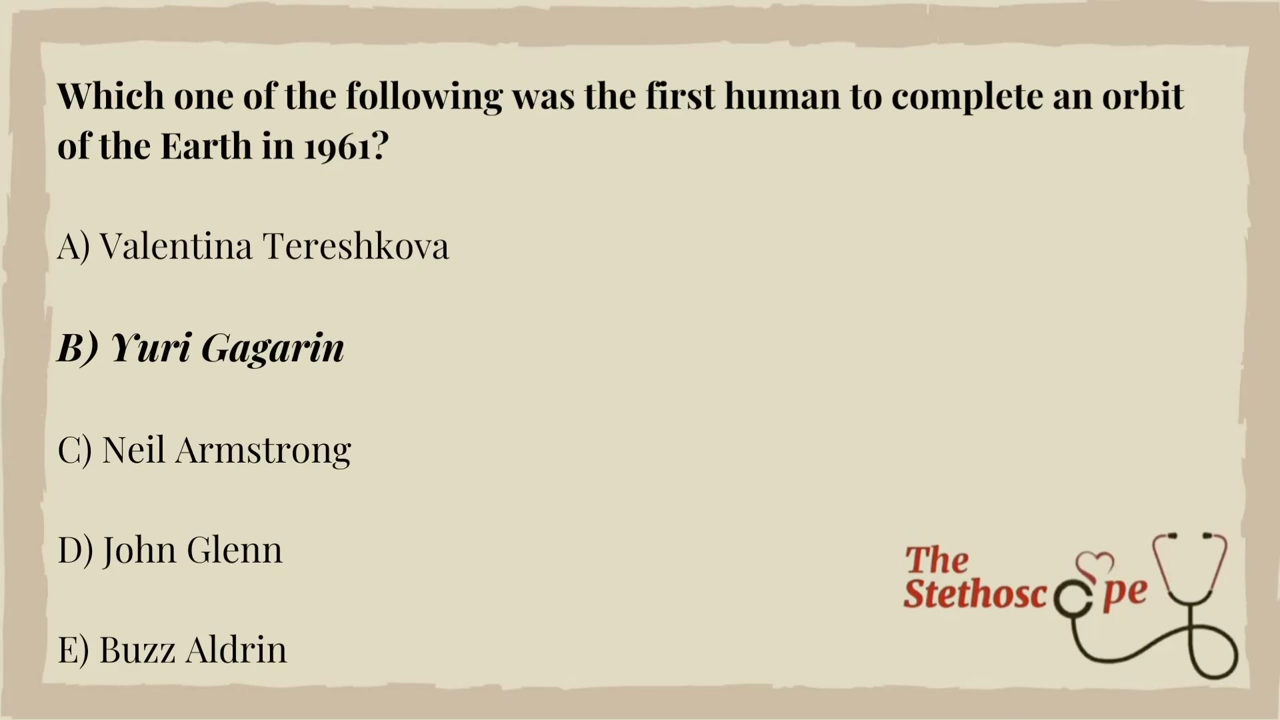 Which one of the following was the first human to complete an orbit
of the Earth in 1961?
A) Valentina Tereshkova
B) Yuri Gagarin
C) Neil Armstrong
D) John Glenn
E) Buzz Aldrin
The
Stethoscope